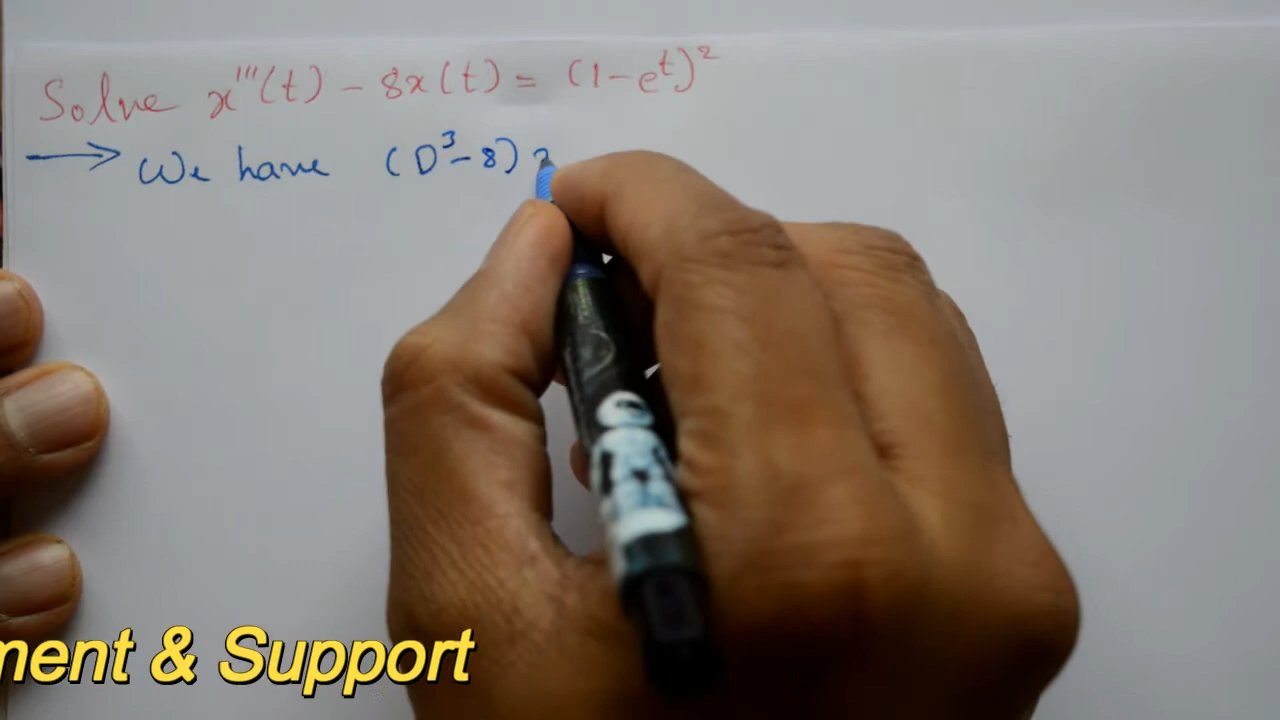 Solve x'''(t) - 8x(t) = (1-e^t)^2
→ We have (D^3-8)
ment & Support